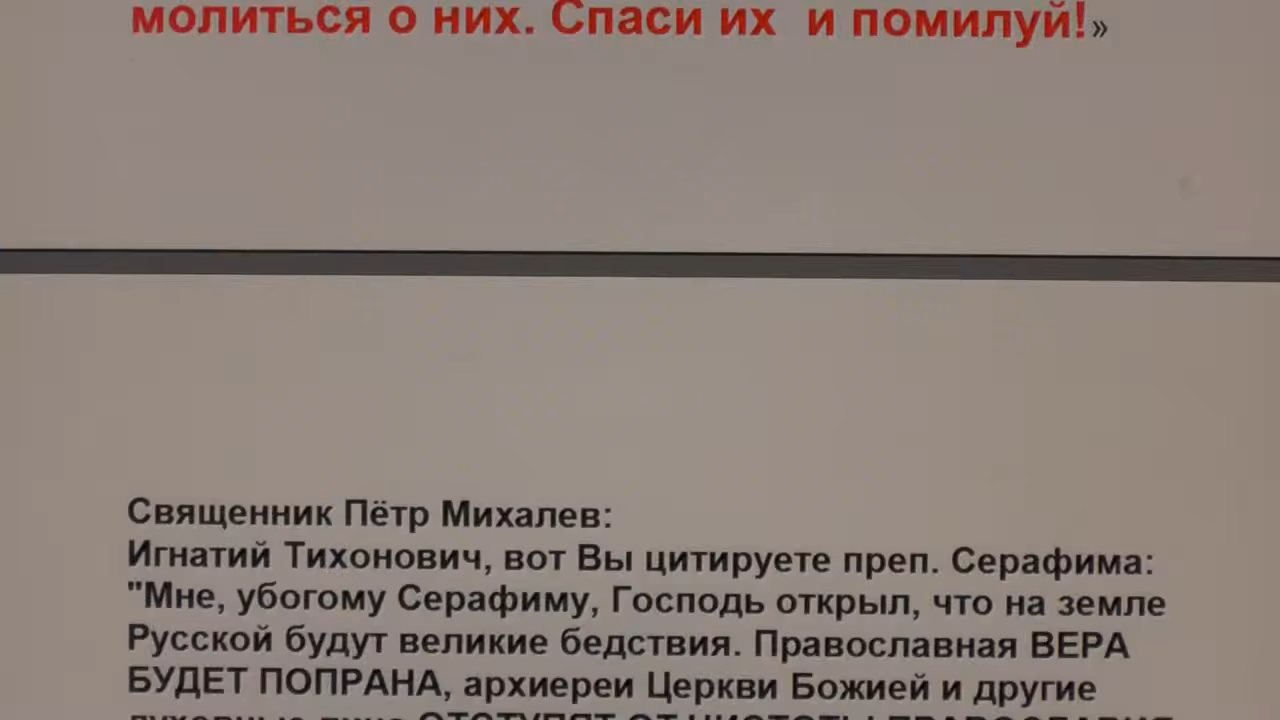 молиться о них. Спаси их и помилуй!»
Священник Пётр Михалев:
Игнатий Тихонович, вот Вы цитируете преп. Серафима:
"Мне, убогому Серафиму, Господь открыл, что на земле
Русской будут великие бедствия. Православная ВЕРА
БУДЕТ ПОПРАНА, архиереи Церкви Божией и другие